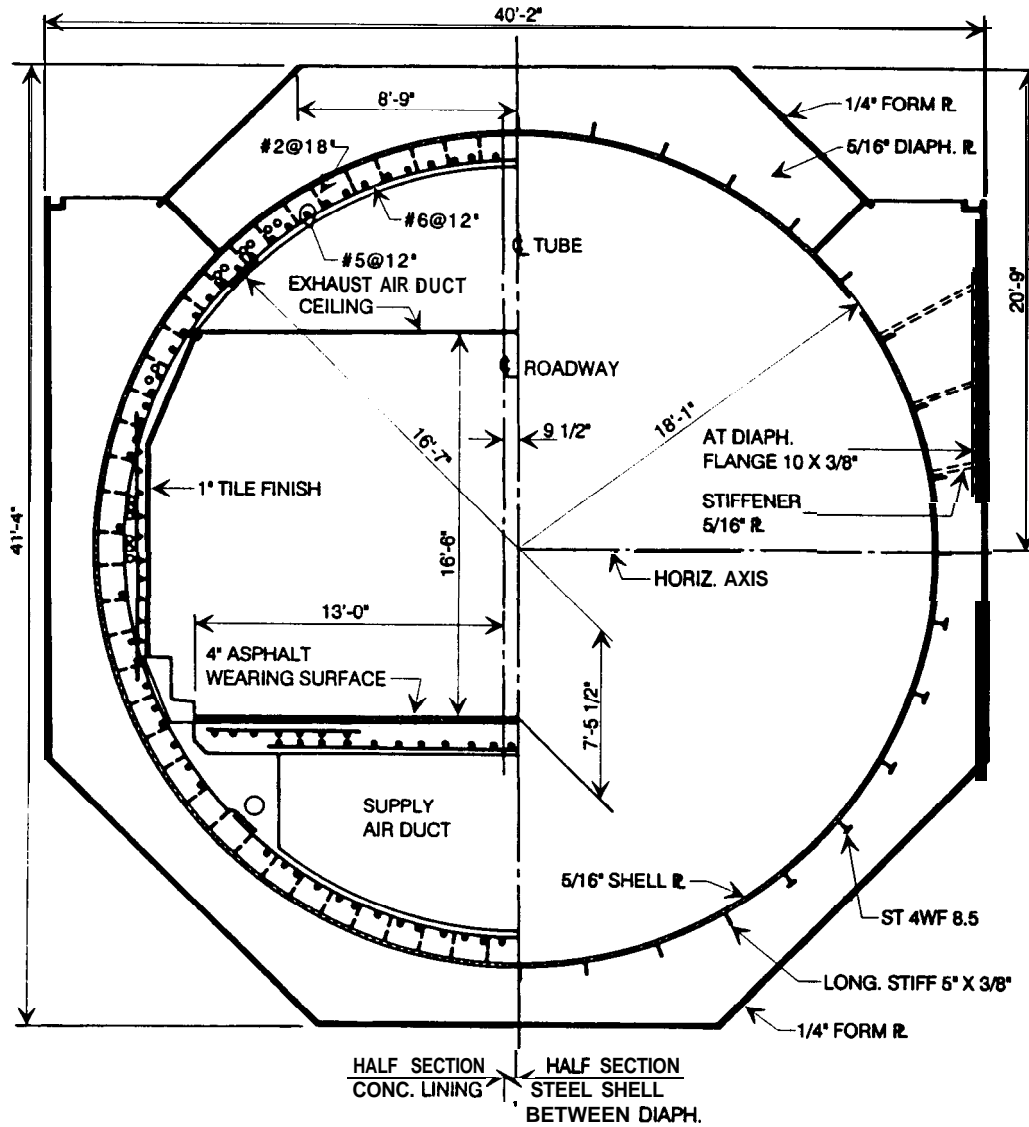 40'-2"
8'-9"
1/4" FORM PL
#2@18"
5/16" DIAPH. PL
#6@12"
#5@12"
CL TUBE
EXHAUST AIR DUCT
CEILING
20'-9"
CL ROADWAY
9 1/2"
18'-1"
16'-7"
AT DIAPH.
FLANGE 10 X 3/8"
1" TILE FINISH
STIFFENER
5/16" PL
41'-4"
16'-6"
HORIZ. AXIS
13'-0"
4" ASPHALT
WEARING SURFACE
7'-5 1/2"
SUPPLY
AIR DUCT
5/16" SHELL PL
ST 4WF 8.5
LONG. STIFF 5" X 3/8"
1/4" FORM PL
HALF SECTION
CONC. LINING
HALF SECTION
STEEL SHELL
BETWEEN DIAPH.